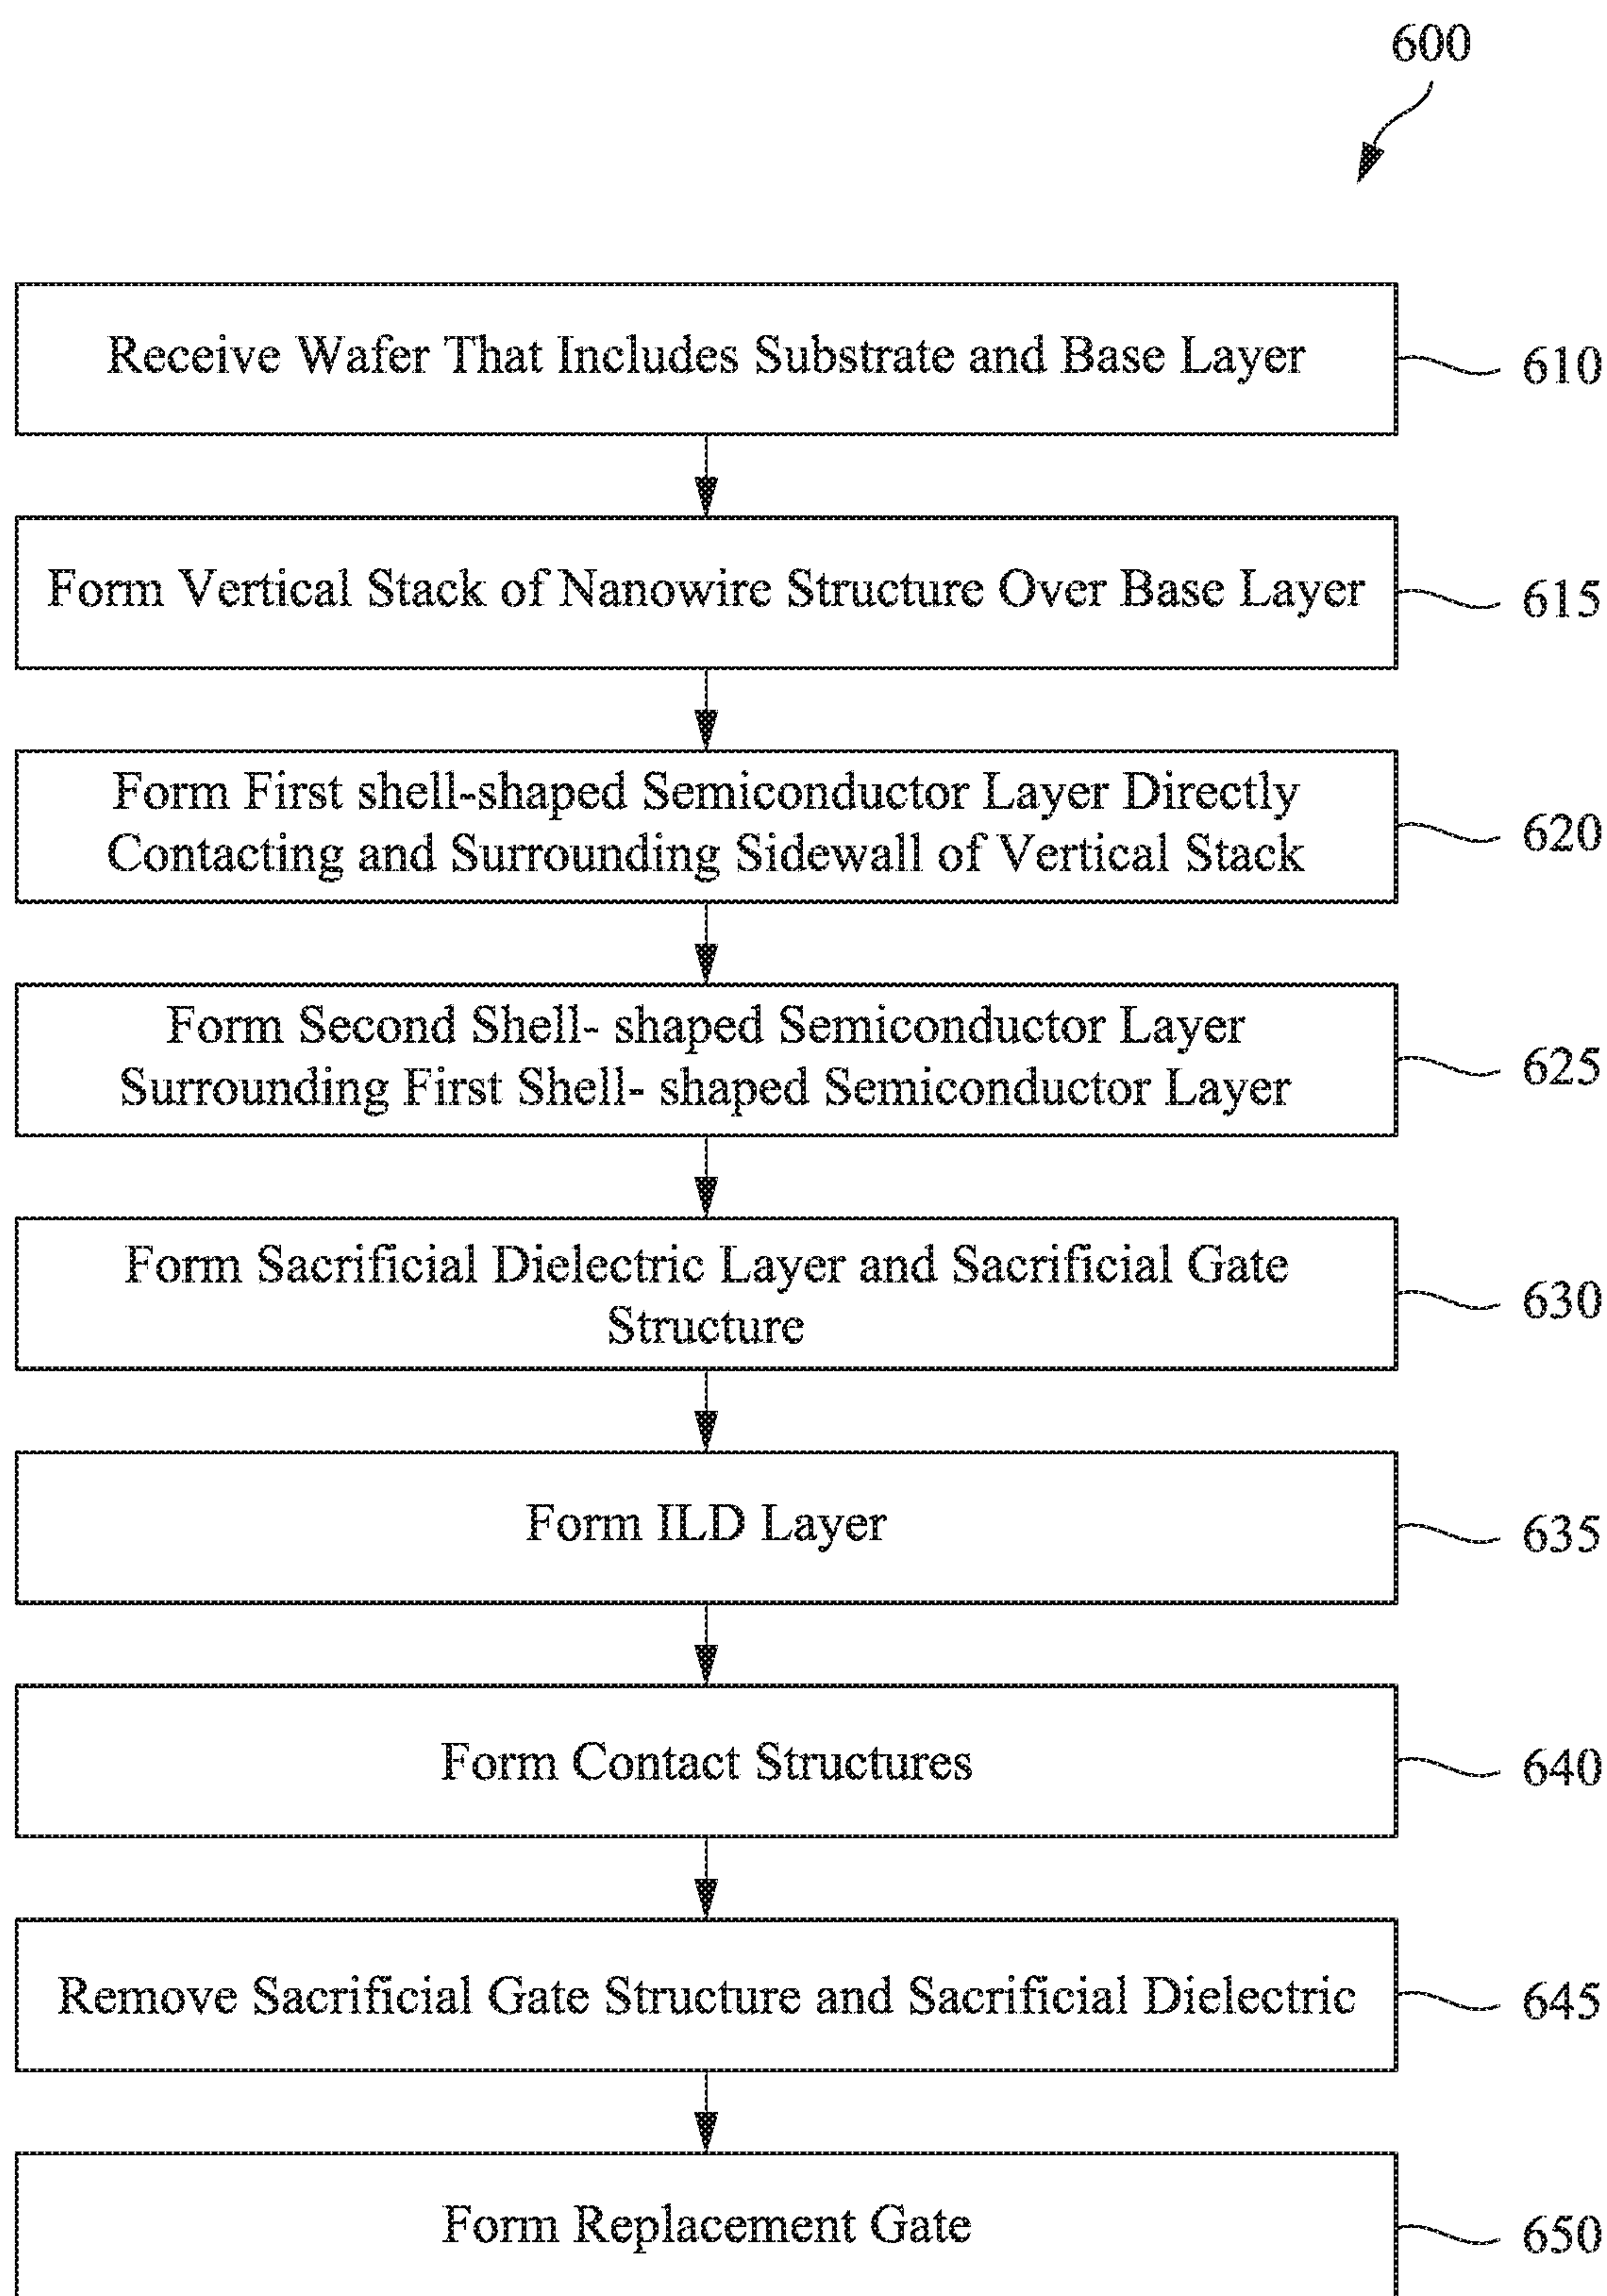 600
Receive Wafer That Includes Substrate and Base Layer
610
Form Vertical Stack of Nanowire Structure Over Base Layer
615
Form First shell-shaped Semiconductor Layer Directly
Contacting and Surrounding Sidewall of Vertical Stack
620
Form Second Shell- shaped Semiconductor Layer
Surrounding First Shell- shaped Semiconductor Layer
625
Form Sacrificial Dielectric Layer and Sacrificial Gate
Structure
630
Form ILD Layer
635
Form Contact Structures
640
Remove Sacrificial Gate Structure and Sacrificial Dielectric
645
Form Replacement Gate
650